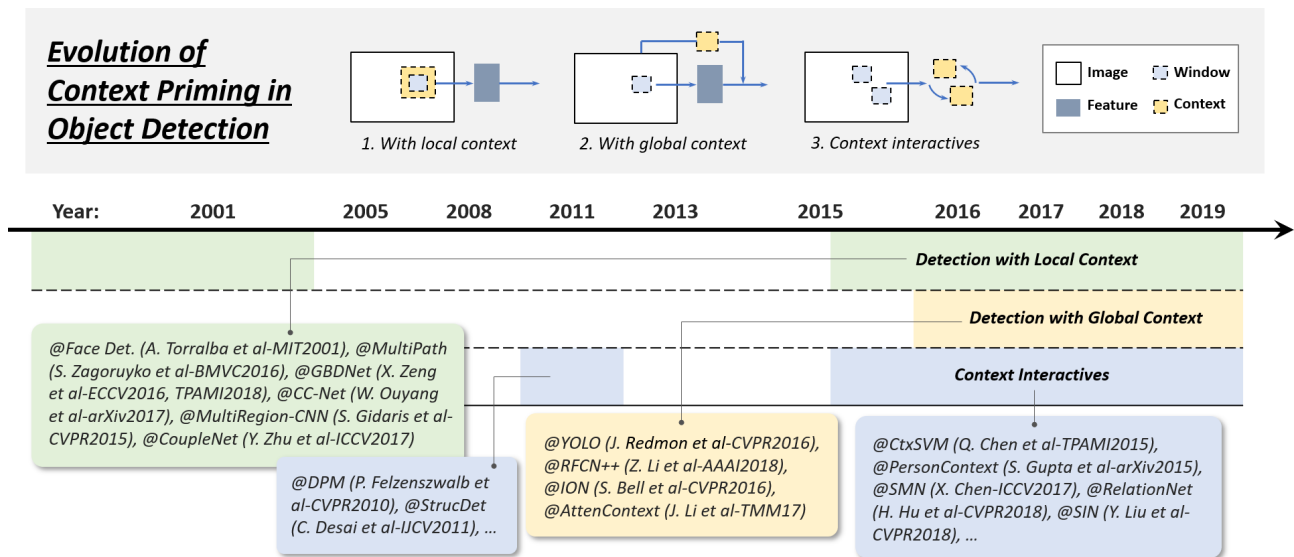 Evolution of
Context Priming in
Object Detection
1. With local context
2. With global context
3. Context interactives
Image
Window
Feature
Context
Year: 2001 2005 2008 2011 2013 2015 2016 2017 2018 2019
Detection with Local Context
Detection with Global Context
Context Interactives
@Face Det. (A. Torralba et al-MIT2001), @MultiPath
(S. Zagoruyko et al-BMVC2016), @GBDNet (X. Zeng
et al-ECCV2016, TPAMI2018), @CC-Net (W. Ouyang
et al-arXiv2017), @MultiRegion-CNN (S. Gidaris et al-
CVPR2015), @CoupleNet (Y. Zhu et al-ICCV2017)
@DPM (P. Felzenszwalb et
al-CVPR2010), @StrucDet
(C. Desai et al-IJCV2011), …
@YOLO (J. Redmon et al-CVPR2016),
@RFCN++ (Z. Li et al-AAAI2018),
@ION (S. Bell et al-CVPR2016),
@AttenContext (J. Li et al-TMM17)
@CtxSVM (Q. Chen et al-TPAMI2015),
@PersonContext (S. Gupta et al-arXiv2015),
@SMN (X. Chen-ICCV2017), @RelationNet
(H. Hu et al-CVPR2018), @SIN (Y. Liu et al-
CVPR2018), …